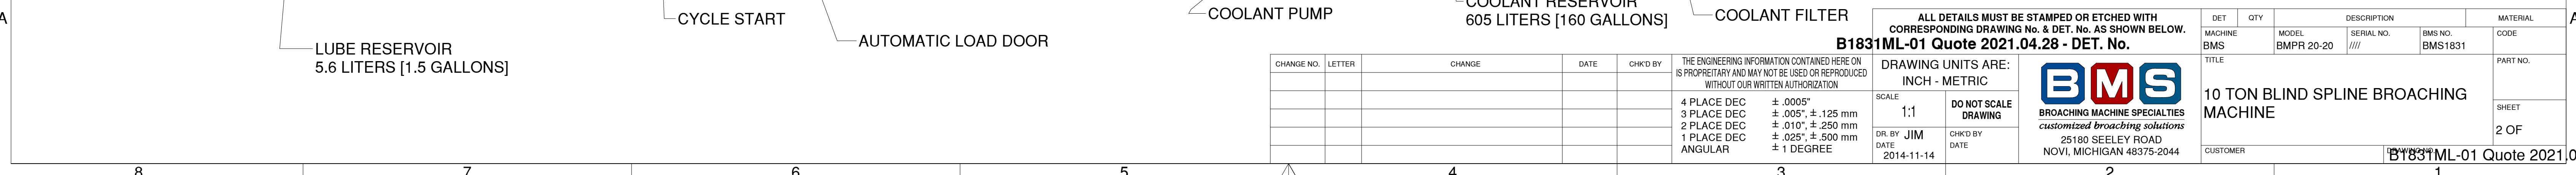 A
CYCLE START
COOLANT PUMP
COOLANT RESERVOIR
605 LITERS [160 GALLONS]
COOLANT FILTER
LUBE RESERVOIR
5.6 LITERS [1.5 GALLONS]
AUTOMATIC LOAD DOOR
ALL DETAILS MUST BE STAMPED OR ETCHED WITH
CORRESPONDING DRAWING No. & DET. No. AS SHOWN BELOW.
B1831ML-01 Quote 2021.04.28 - DET. No.
DET QTY DESCRIPTION MATERIAL
MACHINE MODEL SERIAL NO. BMS NO. CODE
BMS BMPR 20-20 //// BMS1831
CHANGE NO. LETTER CHANGE DATE CHK'D BY
THE ENGINEERING INFORMATION CONTAINED HERE ON
IS PROPREITARY AND MAY NOT BE USED OR REPRODUCED
WITHOUT OUR WRITTEN AUTHORIZATION
4 PLACE DEC ± .0005"
3 PLACE DEC ± .005", ± .125 mm
2 PLACE DEC ± .010", ± .250 mm
1 PLACE DEC ± .025", ± .500 mm
ANGULAR ± 1 DEGREE
DRAWING UNITS ARE:
INCH - METRIC
SCALE
1:1
DO NOT SCALE
DRAWING
DR. BY JIM CHK'D BY
DATE DATE
2014-11-14
BMS
BROACHING MACHINE SPECIALTIES
customized broaching solutions
25180 SEELEY ROAD
NOVI, MICHIGAN 48375-2044
TITLE
10 TON BLIND SPLINE BROACHING
MACHINE
PART NO.
SHEET
2 OF
CUSTOMER DRAWING NO.
B1831ML-01 Quote 2021.0
A
8 7 6 5 4 3 2 1